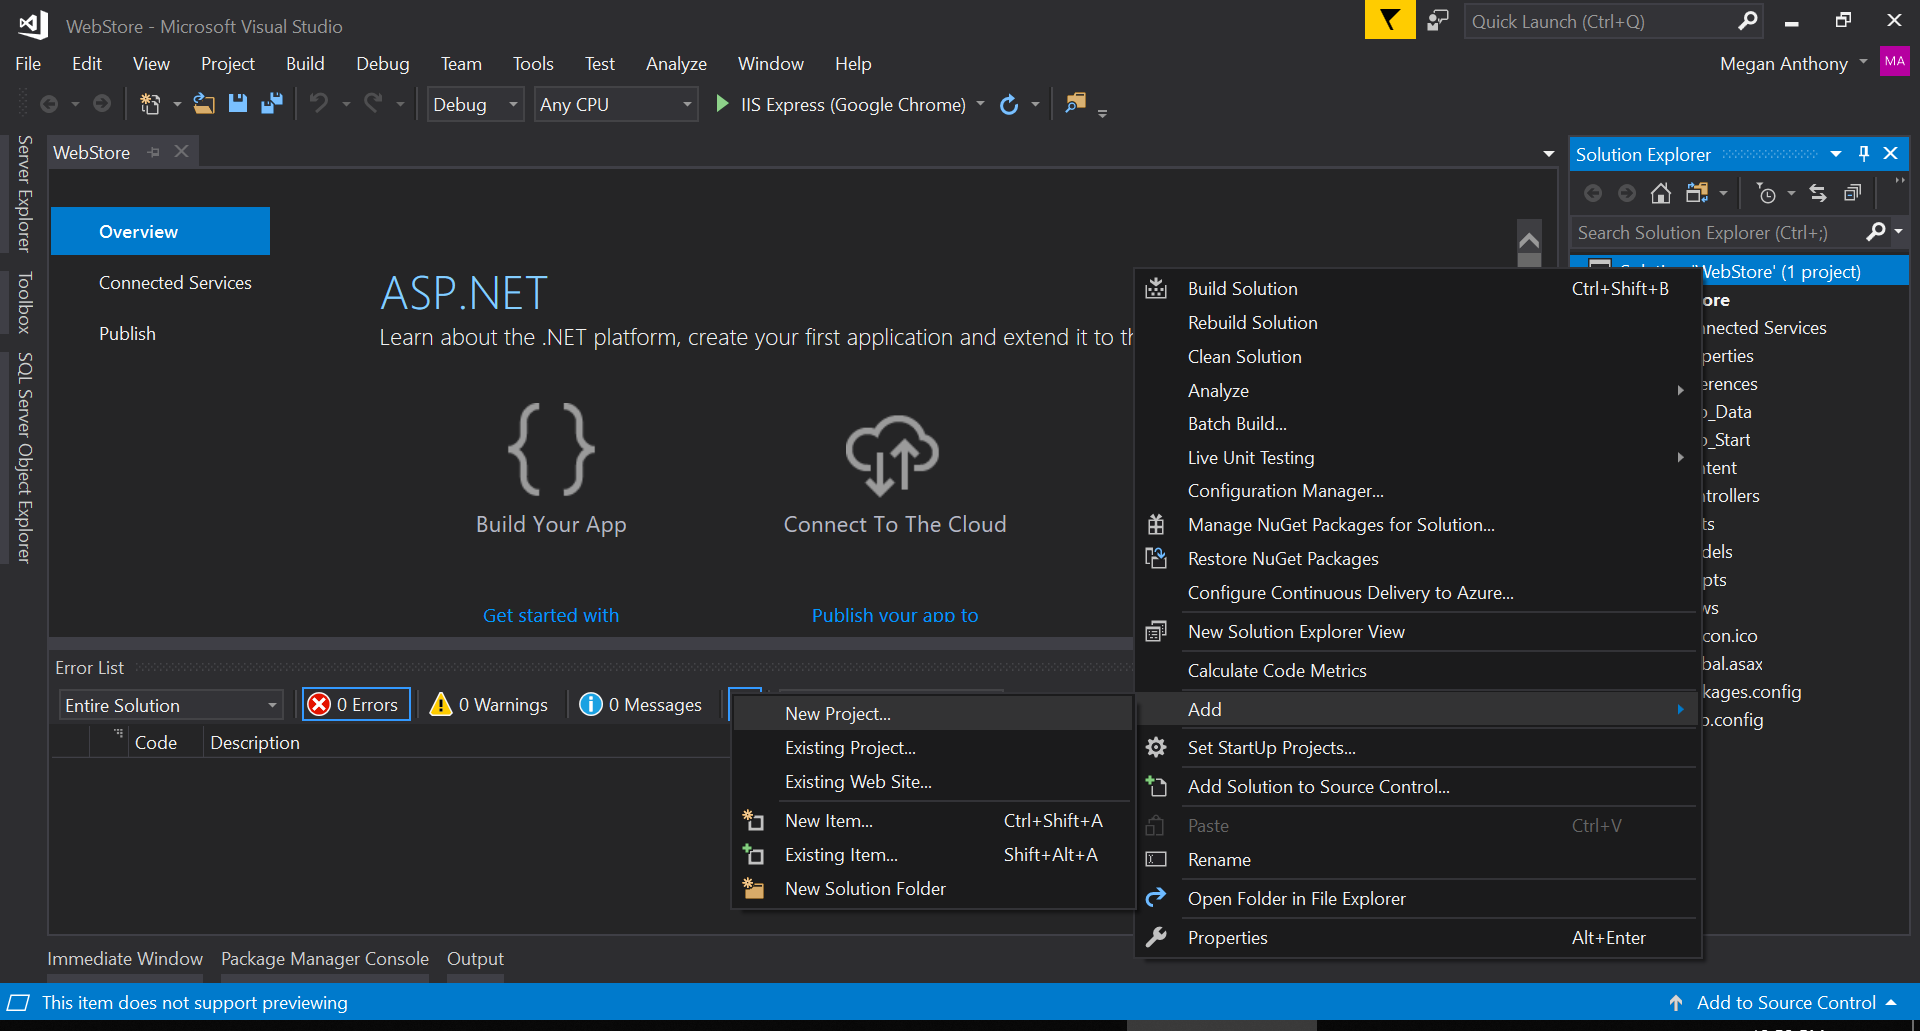 WebStore - Microsoft Visual Studio
Quick Launch (Ctrl+Q)
File Edit View Project Build Debug Team Tools Test Analyze Window Help
Megan Anthony MA
Debug Any CPU IIS Express (Google Chrome)
Server Explorer
Toolbox
SQL Server Object Explorer
WebStore
Overview
Connected Services
Publish
ASP.NET
Learn about the .NET platform, create your first application and extend it to th
Build Your App
Connect To The Cloud
Get started with
Publish your app to
Solution Explorer
Search Solution Explorer (Ctrl+;)
'WebStore' (1 project)
ore
nnected Services
perties
erences
p_Data
p_Start
ntent
ntrollers
ts
dels
ipts
ws
con.ico
bal.asax
kages.config
b.config
Build Solution Ctrl+Shift+B
Rebuild Solution
Clean Solution
Analyze
Batch Build...
Live Unit Testing
Configuration Manager...
Manage NuGet Packages for Solution...
Restore NuGet Packages
Configure Continuous Delivery to Azure...
New Solution Explorer View
Calculate Code Metrics
Add
Set StartUp Projects...
Add Solution to Source Control...
Paste Ctrl+V
Rename
Open Folder in File Explorer
Properties Alt+Enter
New Project...
Existing Project...
Existing Web Site...
New Item... Ctrl+Shift+A
Existing Item... Shift+Alt+A
New Solution Folder
Error List
Entire Solution 0 Errors 0 Warnings 0 Messages
Code Description
Immediate Window Package Manager Console Output
This item does not support previewing
Add to Source Control